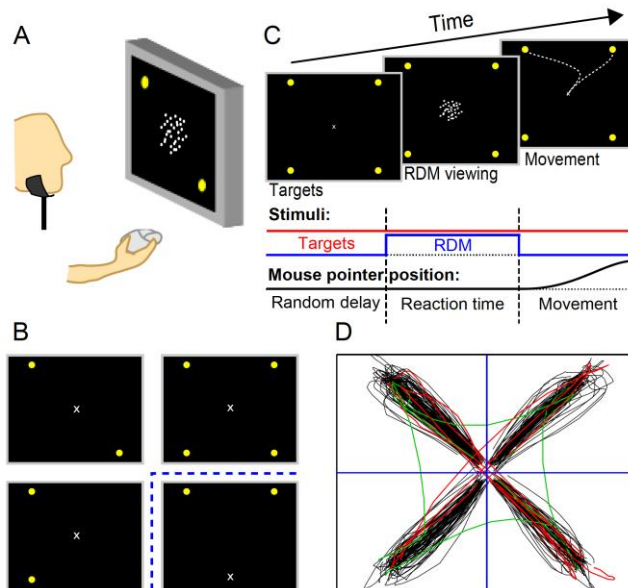 A
C
Time
x
Targets
RDM viewing
Movement
Stimuli:
Targets
RDM
Mouse pointer position:
Random delay
Reaction time
Movement
B
x
x
x
x
D